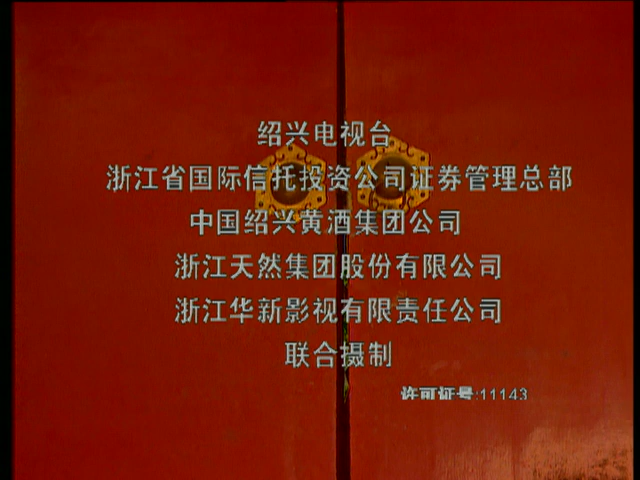 绍兴电视台
浙江省国际信托投资公司证券管理总部
中国绍兴黄酒集团公司
浙江天然集团股份有限公司
浙江华新影视有限责任公司
联合摄制
许可证号:11143